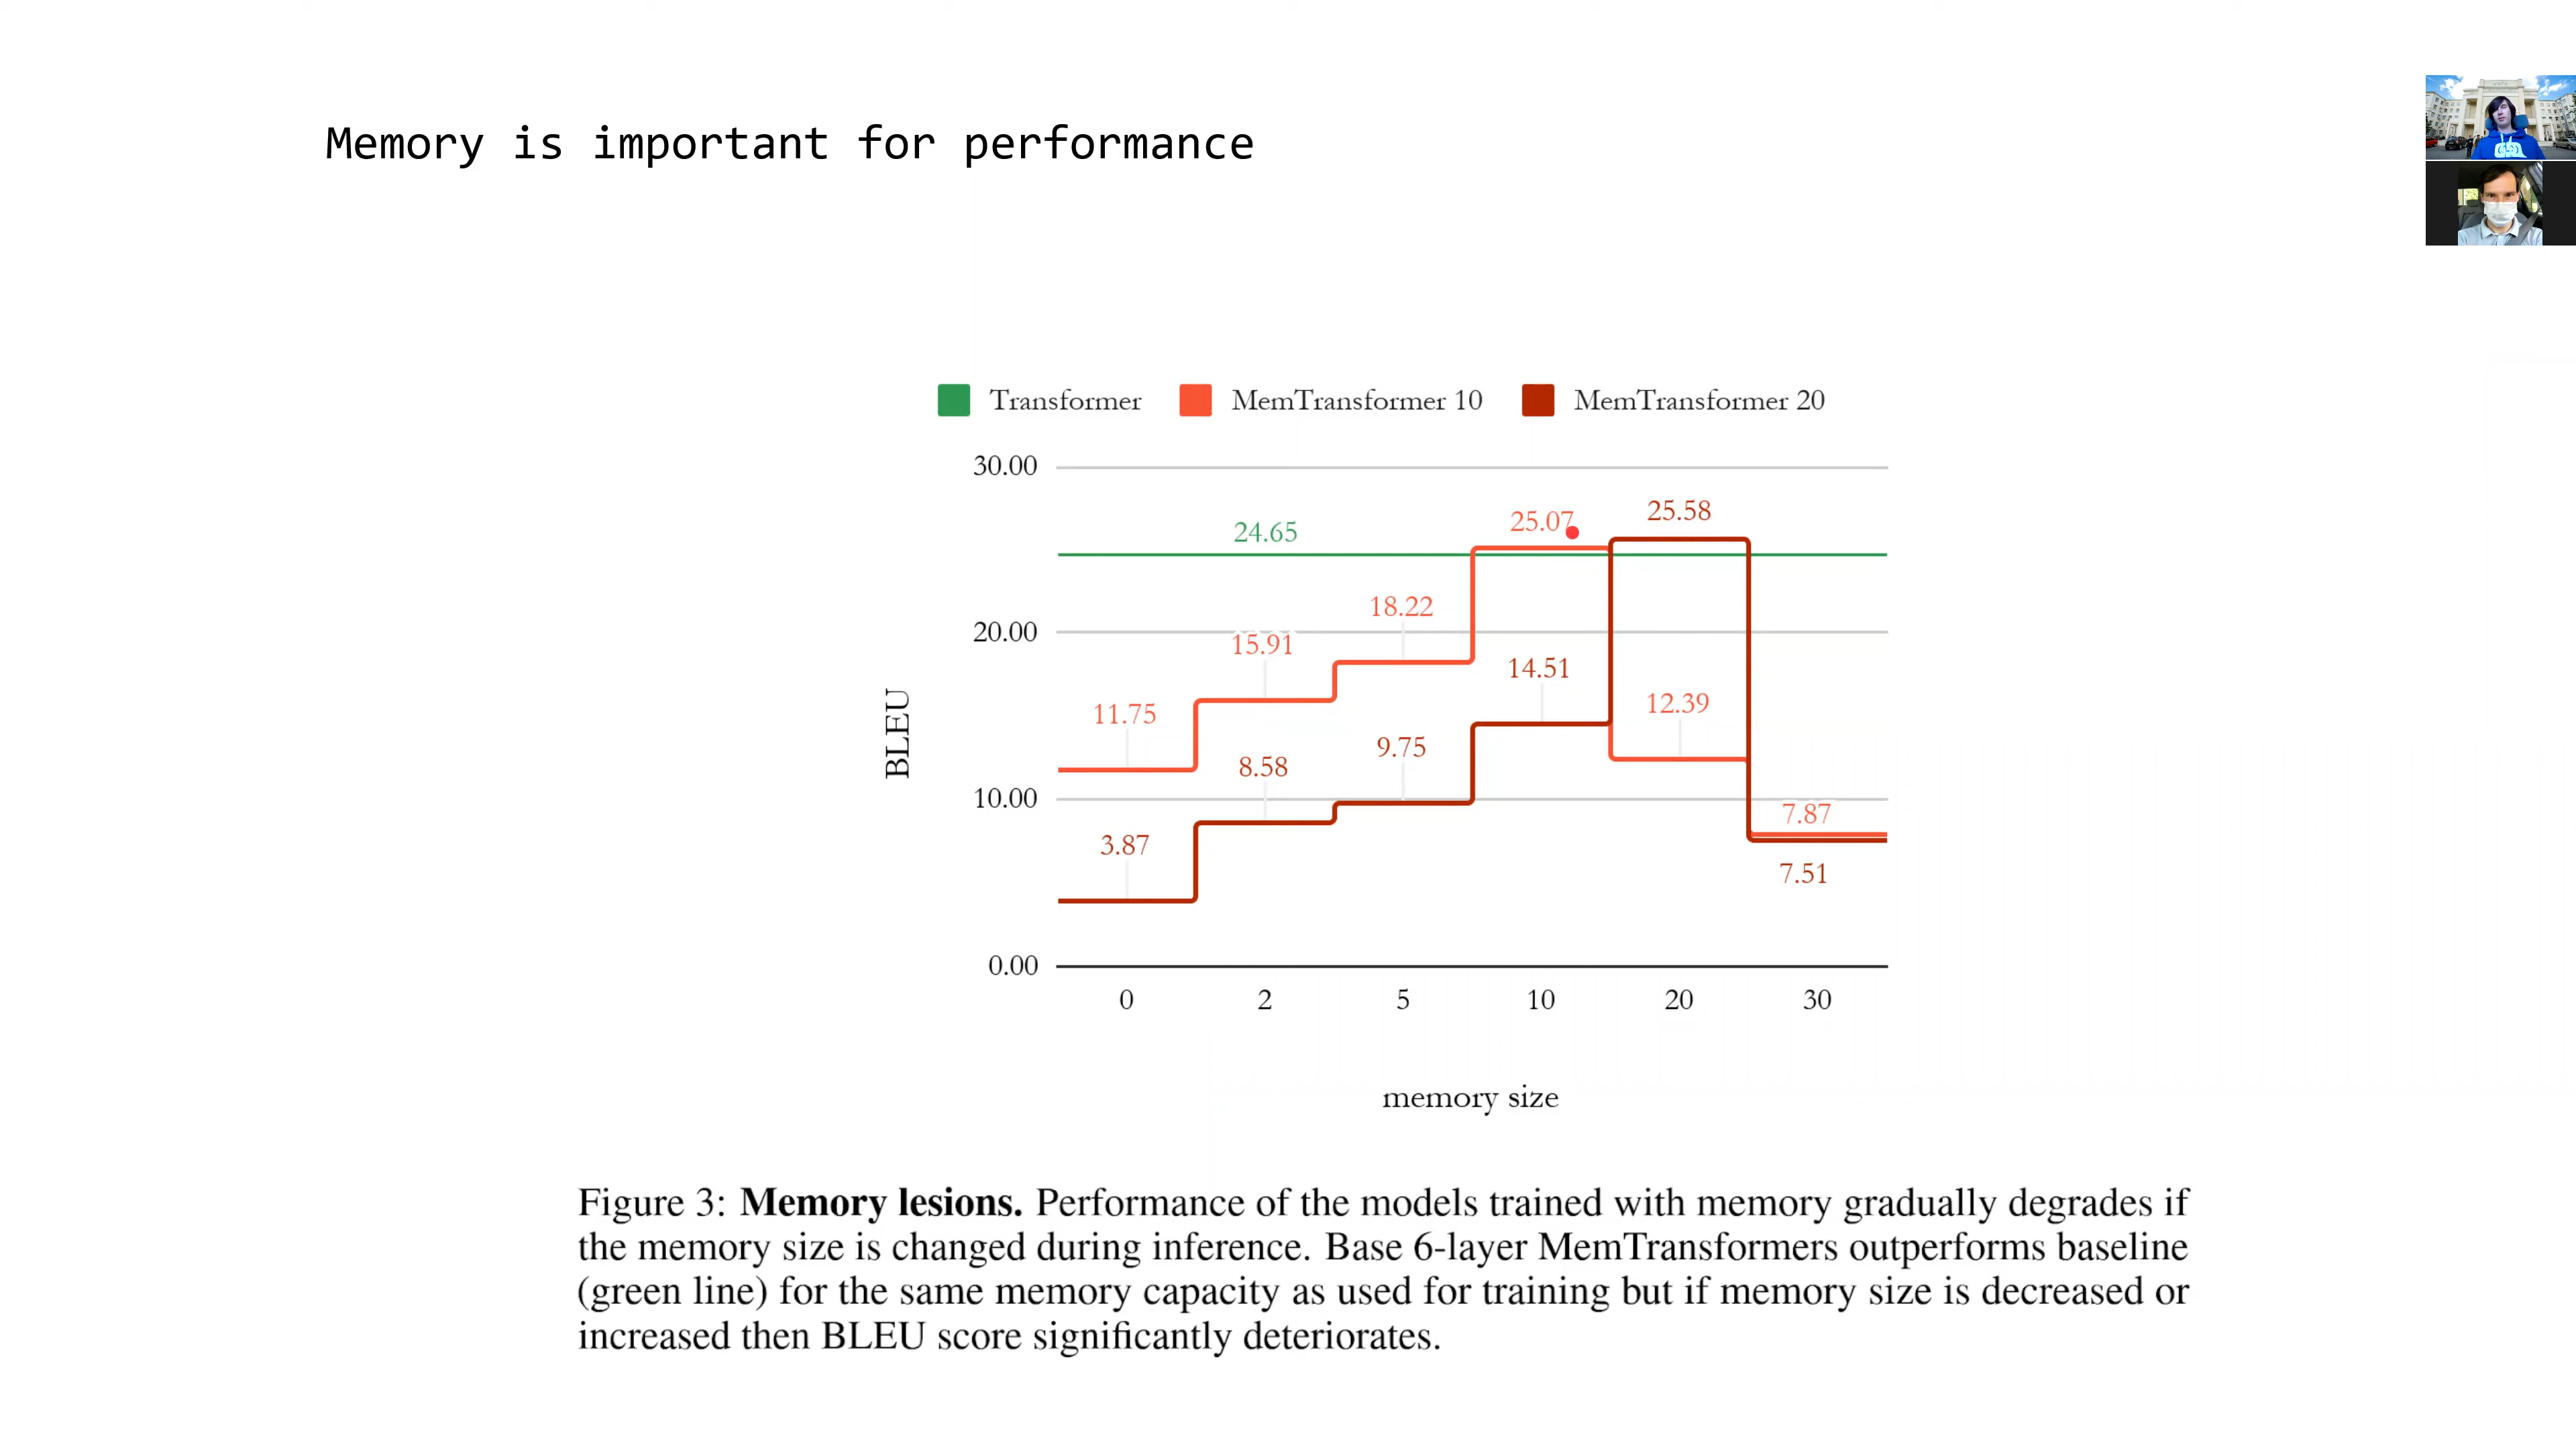 Memory is important for performance
Transformer MemTransformer 10 MemTransformer 20
30.00
25.58
25.07
24.65
18.22
20.00
15.91
14.51
12.39
11.75
9.75
8.58
BLEU
10.00
7.87
3.87
7.51
0.00
0 2 5 10 20 30
memory size
Figure 3: Memory lesions. Performance of the models trained with memory gradually degrades if
the memory size is changed during inference. Base 6-layer MemTransformers outperforms baseline
(green line) for the same memory capacity as used for training but if memory size is decreased or
increased then BLEU score significantly deteriorates.